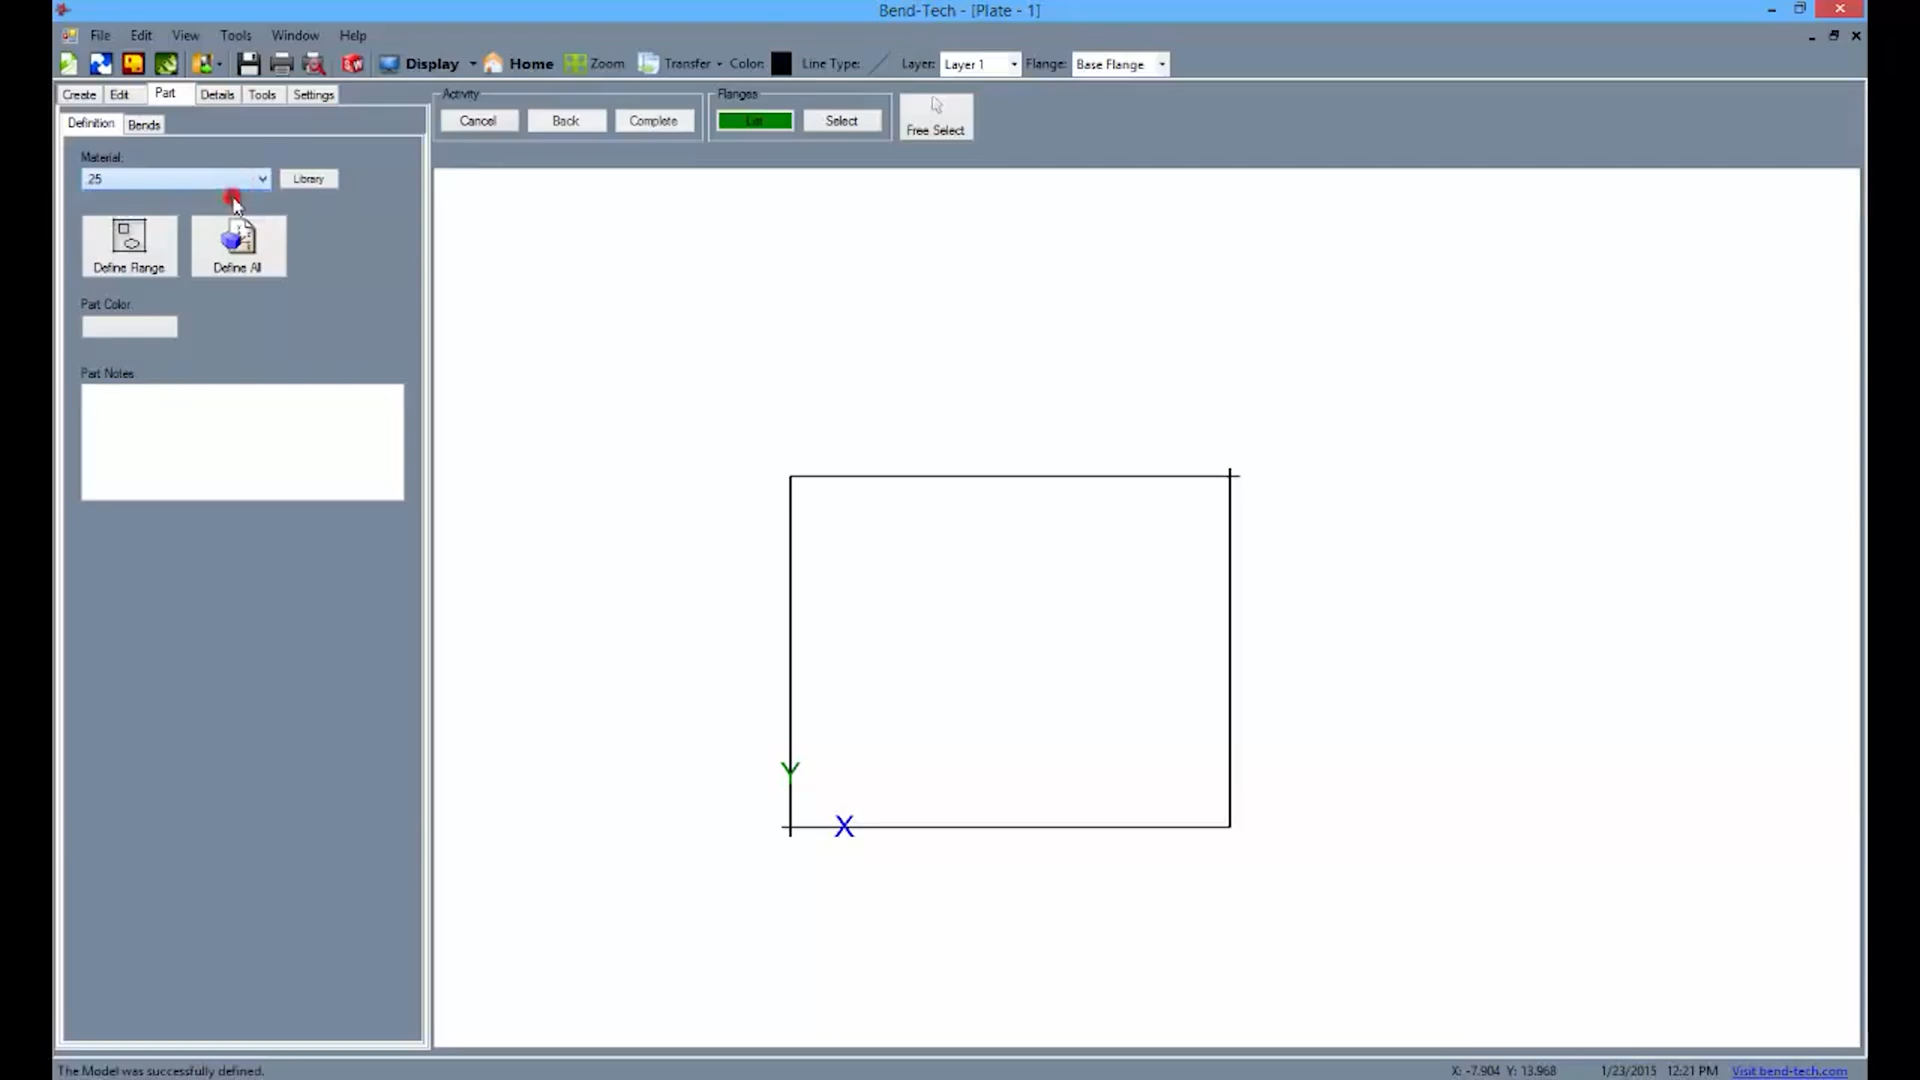 Bend-Tech - [Plate - 1]
File Edit View Tools Window Help
Display Home Zoom Transfer Color: Line Type: Layer: Layer 1 Flange: Base Flange
Create Edit Part Details Tools Settings
Activity
Flanges
Cancel Back Complete
List Select
Free Select
Definition Bends
Material:
25
Library
Define Flange Define All
Part Color
Part Notes
Y
X
The Model was successfully defined.
X: -7.904 Y: 13.968 1/23/2015 12:21 PM Visit bend-tech.com